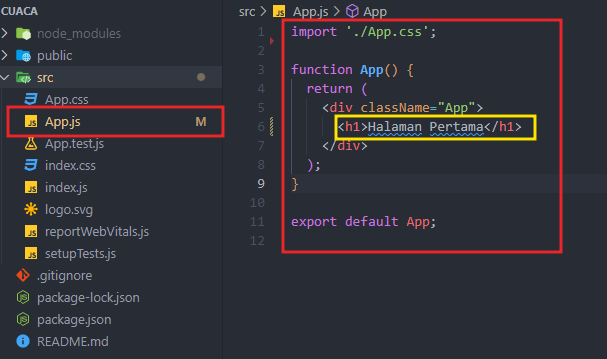 CUACA
node_modules
public
src
App.css
App.js M
App.test.js
index.css
index.js
logo.svg
reportWebVitals.js
setupTests.js
.gitignore
package-lock.json
package.json
README.md
src > JS App.js > App
1 import './App.css';
2
3 function App() {
4 return (
5 <div className="App">
6 <h1>Halaman Pertama</h1>
7 </div>
8 );
9 }
10
11 export default App;
12